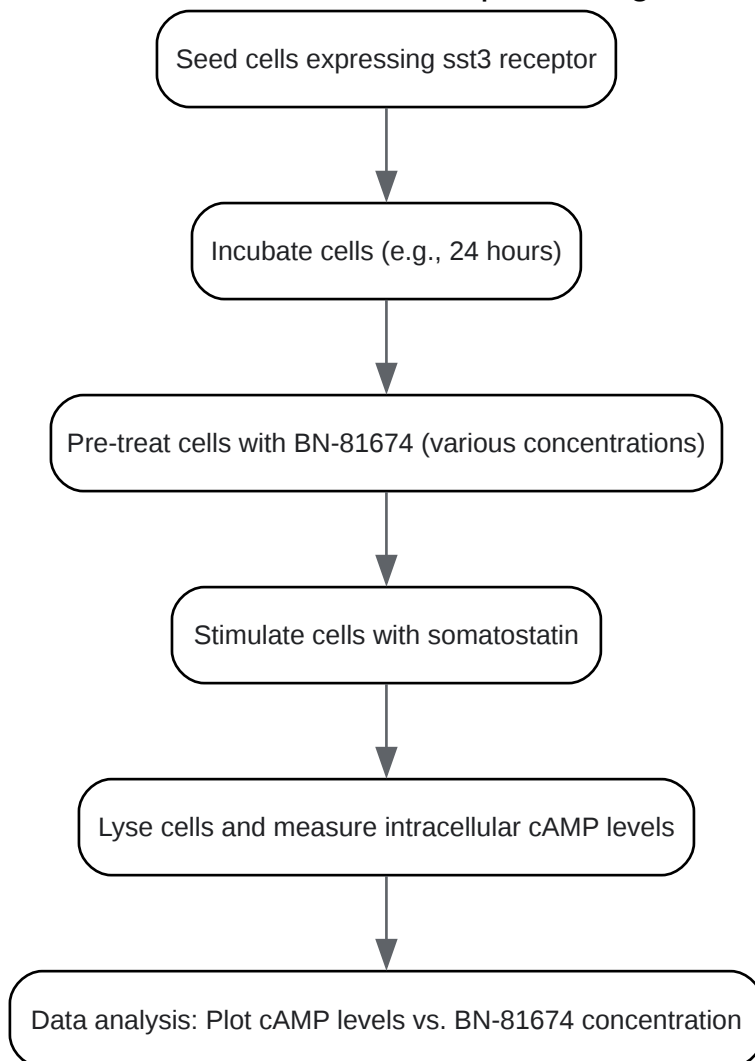 Seed cells expressing sst3 receptor
Incubate cells (e.g., 24 hours)
Pre-treat cells with BN-81674 (various concentrations)
Stimulate cells with somatostatin
Lyse cells and measure intracellular cAMP levels
Data analysis: Plot cAMP levels vs. BN-81674 concentration